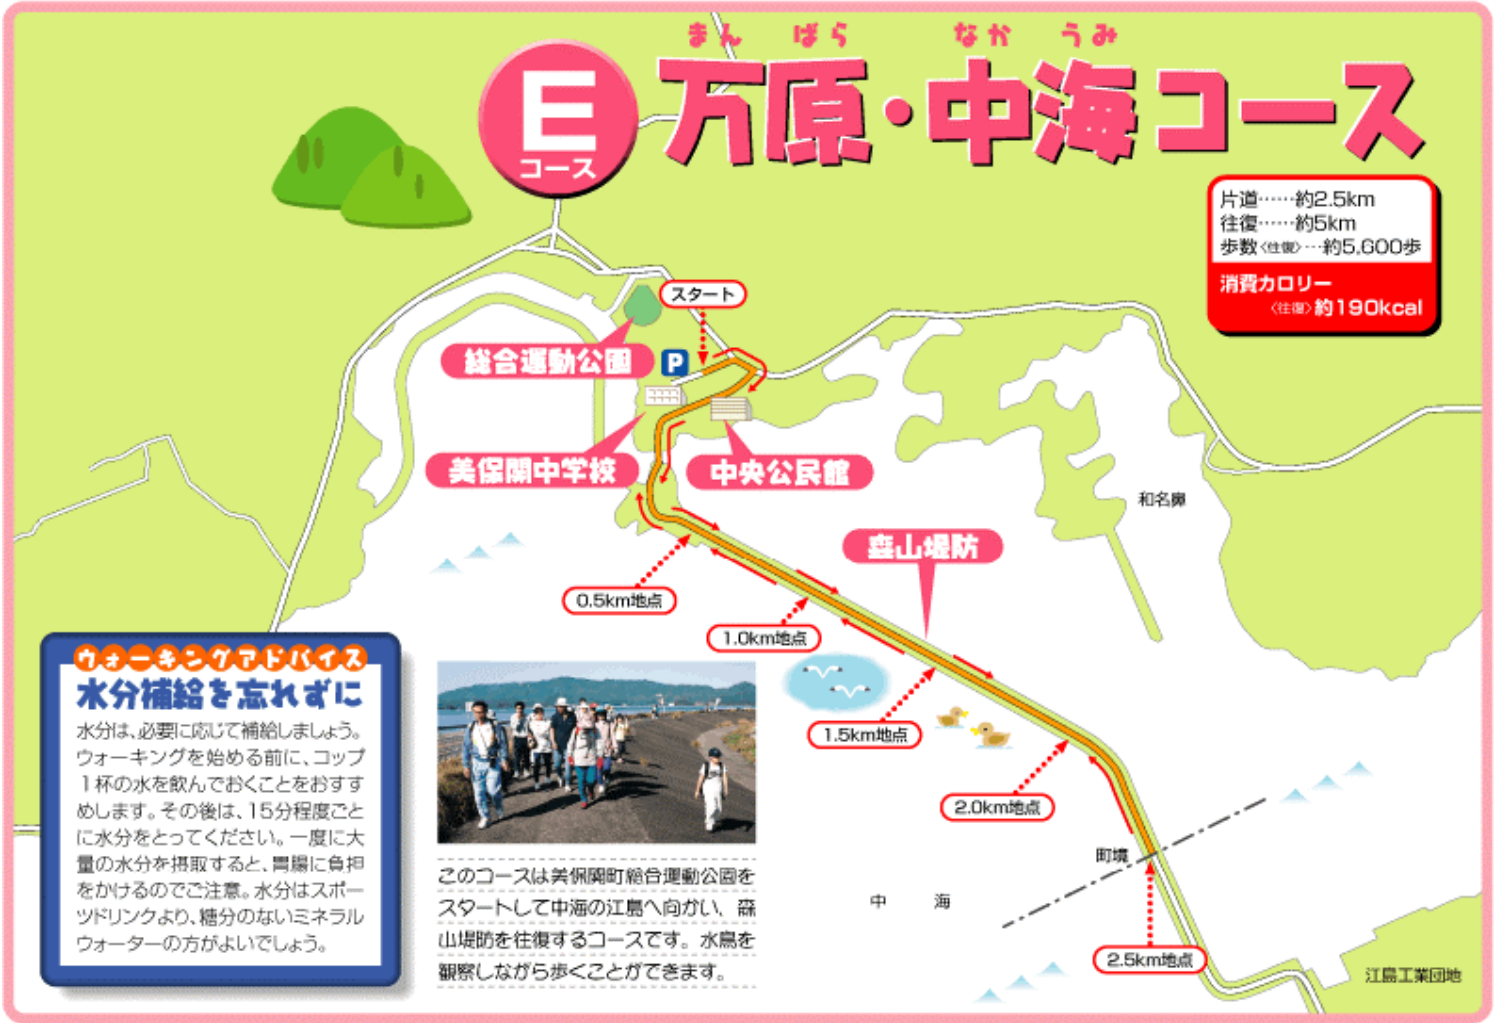 まん ばら なか うみ
E
コース
万原・中海コース
片道……約2.5km
往復……約5km
歩数〈往復〉…約5,600歩
消費カロリー
〈往復〉約190kcal
スタート
総合運動公園
P
美保関中学校
中央公民館
和名鼻
森山堤防
0.5km地点
1.0km地点
1.5km地点
2.0km地点
町境
中海
2.5km地点
江島工業団地
ウォーキングアドバイス
水分補給を忘れずに
水分は、必要に応じて補給しましょう。
ウォーキングを始める前に、コップ
1杯の水を飲んでおくことをおすす
めします。その後は、15分程度ごと
に水分をとってください。一度に大
量の水分を摂取すると、胃腸に負担
をかけるのでご注意。水分はスポー
ツドリンクより、糖分のないミネラル
ウォーターの方がよいでしょう。
このコースは美保関町総合運動公園を
スタートして中海の江島へ向かい、森
山堤防を往復するコースです。水鳥を
観察しながら歩くことができます。